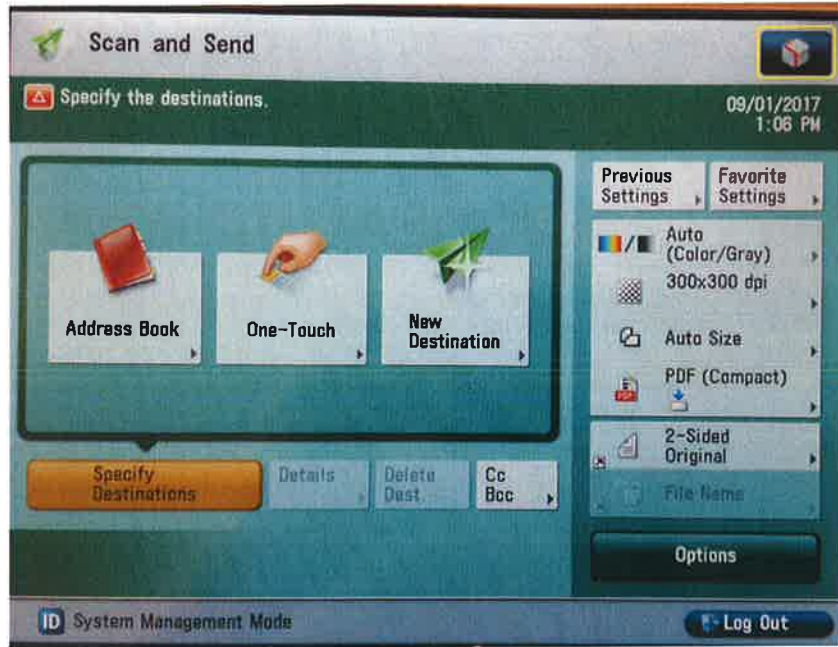 Scan and Send
Specify the destinations.
09/01/2017
1:06 PM
Previous
Settings
Favorite
Settings
Auto
(Color/Gray)
300x300 dpi
Address Book
One-Touch
New
Destination
Auto Size
PDF (Compact)
PDF
2-Sided
Original
Specify
Destinations
Details
Delete
Dest.
Cc
Bcc
File Name
Options
ID System Management Mode
Log Out